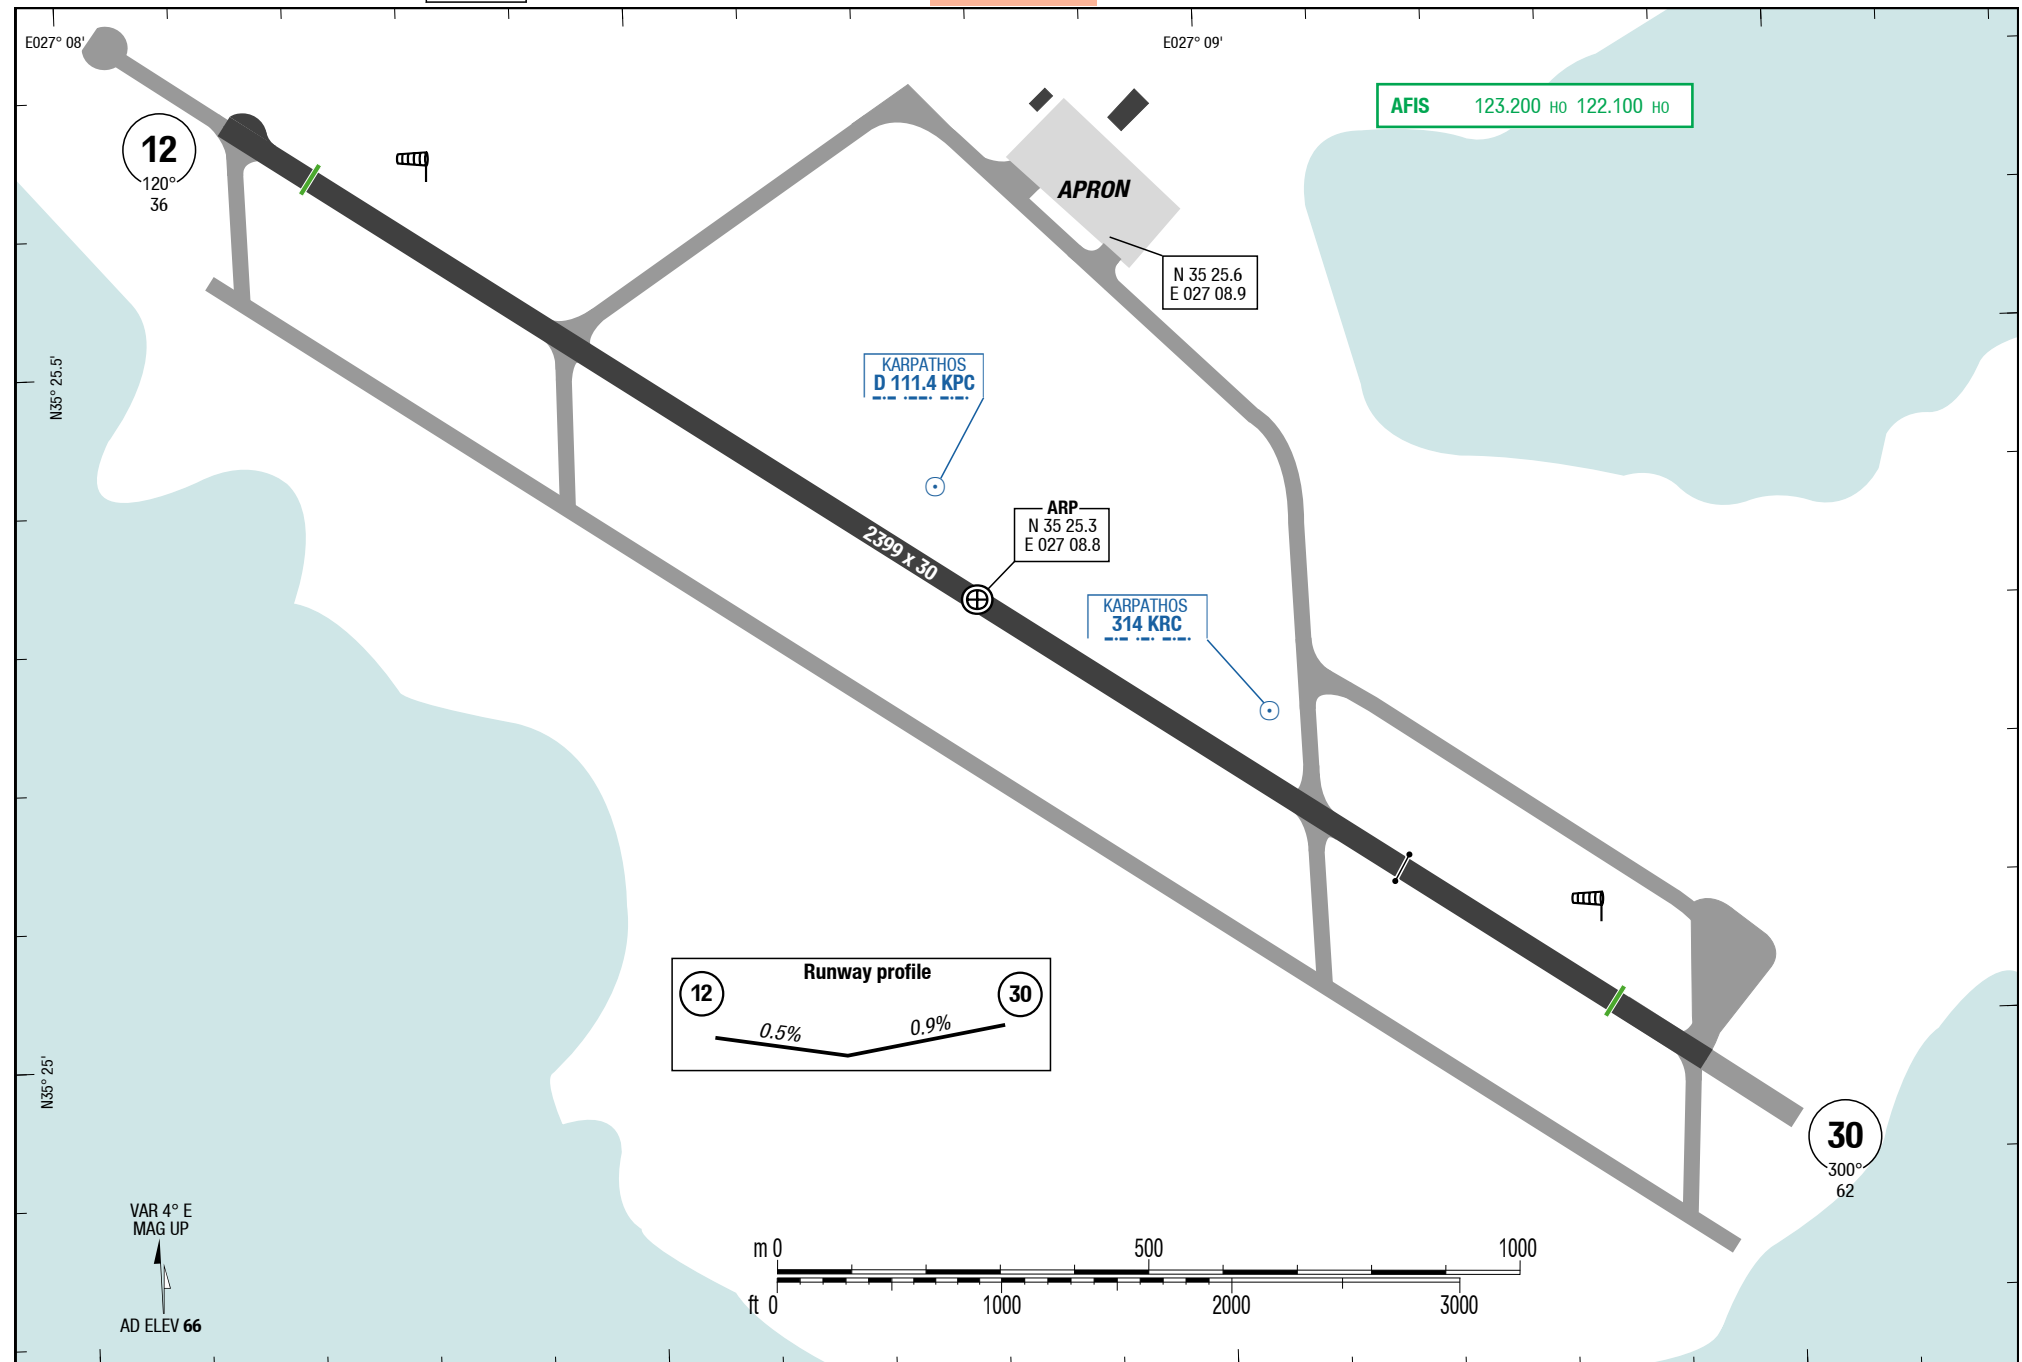 E027° 08'
E027° 09'
AFIS 123.200 HO 122.100 HO
12
120°
36
APRON
N 35 25.6
E 027 08.9
N35° 25.5'
KARPATHOS
D 111.4 KPC
ARP
N 35 25.3
E 027 08.8
2399 x 30
KARPATHOS
314 KRC
Runway profile
12
30
0.5%
0.9%
N35° 25'
30
300°
62
VAR 4° E
MAG UP
AD ELEV 66
m 0 500 1000
ft 0 1000 2000 3000